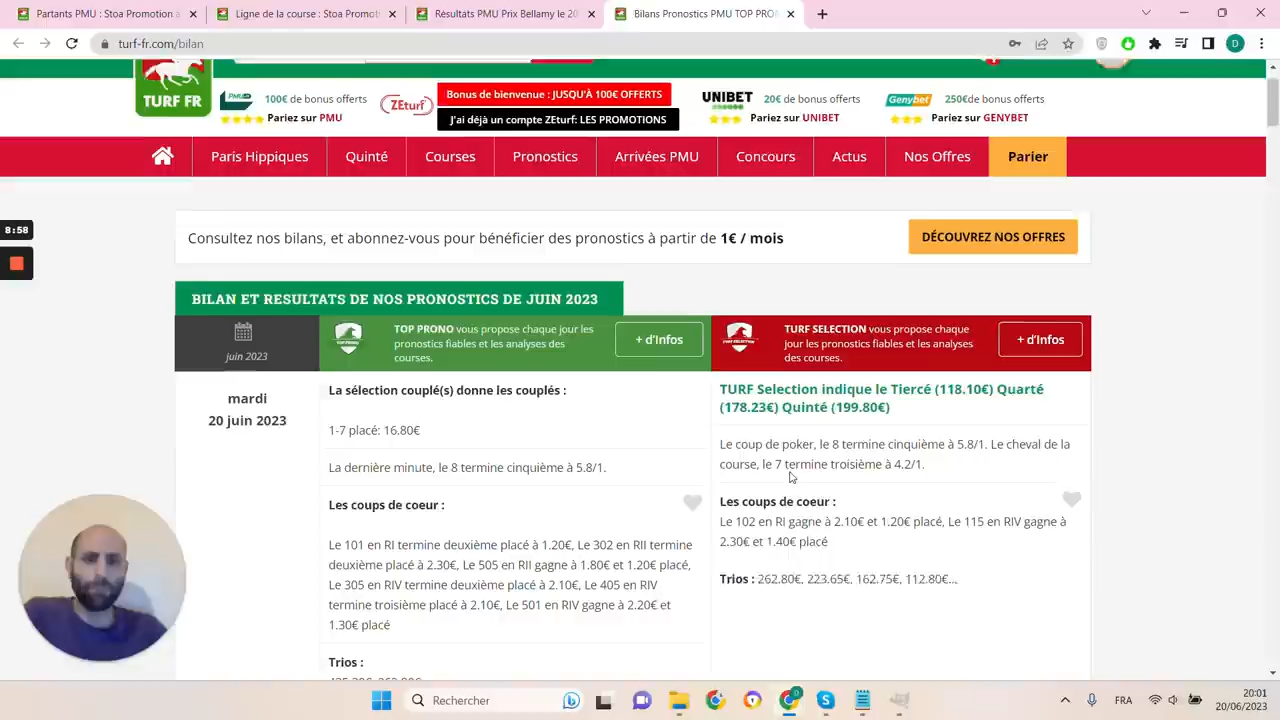 Partants PMU : Stoa Promotion
Ligne de la course : Stoa Promo
Résultats PMU Prix Bellamy le 20
Bilans Pronostics PMU TOP PRO
turf-fr.com/bilan
D
TURF FR
PMU
100€ de bonus offerts
Pariez sur PMU
ZEturf
Bonus de bienvenue : JUSQU'À 100€ OFFERTS
J'ai déjà un compte ZEturf: LES PROMOTIONS
UNIBET
20€ de bonus offerts
Pariez sur UNIBET
Genybet
250€de bonus offerts
Pariez sur GENYBET
Paris Hippiques
Quinté
Courses
Pronostics
Arrivées PMU
Concours
Actus
Nos Offres
Parier
8:58
Consultez nos bilans, et abonnez-vous pour bénéficier des pronostics à partir de 1€ / mois
DÉCOUVREZ NOS OFFRES
BILAN ET RESULTATS DE NOS PRONOSTICS DE JUIN 2023
juin 2023
TOP PRONO vous propose chaque jour les
pronostics fiables et les analyses des
courses.
+ d'Infos
TURF SELECTION vous propose chaque
jour les pronostics fiables et les analyses
des courses.
+ d'Infos
mardi
20 juin 2023
La sélection couplé(s) donne les couplés :
1-7 placé: 16.80€
La dernière minute, le 8 termine cinquième à 5.8/1.
Les coups de coeur :
Le 101 en RI termine deuxième placé à 1.20€, Le 302 en RII termine
deuxième placé à 2.30€, Le 505 en RII gagne à 1.80€ et 1.20€ placé,
Le 305 en RIV termine deuxième placé à 2.10€, Le 405 en RIV
termine troisième placé à 2.10€, Le 501 en RIV gagne à 2.20€ et
1.30€ placé
Trios :
TURF Selection indique le Tiercé (118.10€) Quarté
(178.23€) Quinté (199.80€)
Le coup de poker, le 8 termine cinquième à 5.8/1. Le cheval de la
course, le 7 termine troisième à 4.2/1.
Les coups de coeur :
Le 102 en RI gagne à 2.10€ et 1.20€ placé, Le 115 en RIV gagne à
2.30€ et 1.40€ placé
Trios : 262.80€, 223.65€, 162.75€, 112.80€...
Rechercher
FRA
20:01
20/06/2023